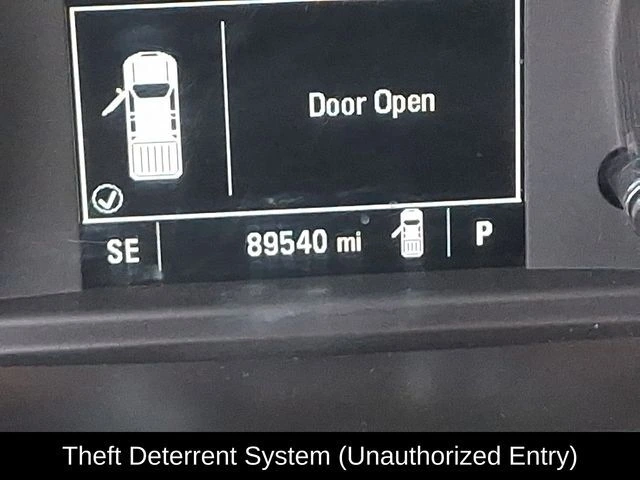 Door Open
SE 89540 mi P
Theft Deterrent System (Unauthorized Entry)